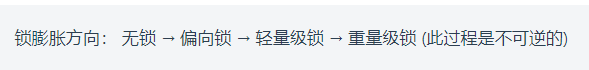 锁膨胀方向： 无锁 → 偏向锁 → 轻量级锁 → 重量级锁 (此过程是不可逆的)